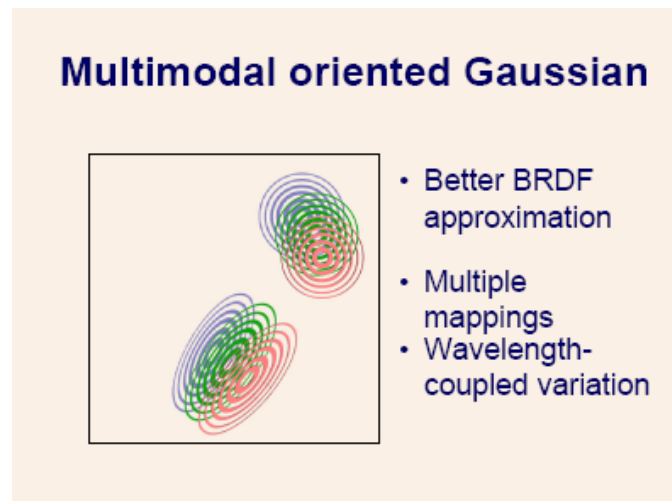 Multimodal oriented Gaussian
• Better BRDF
approximation
• Multiple
mappings
• Wavelength-
coupled variation